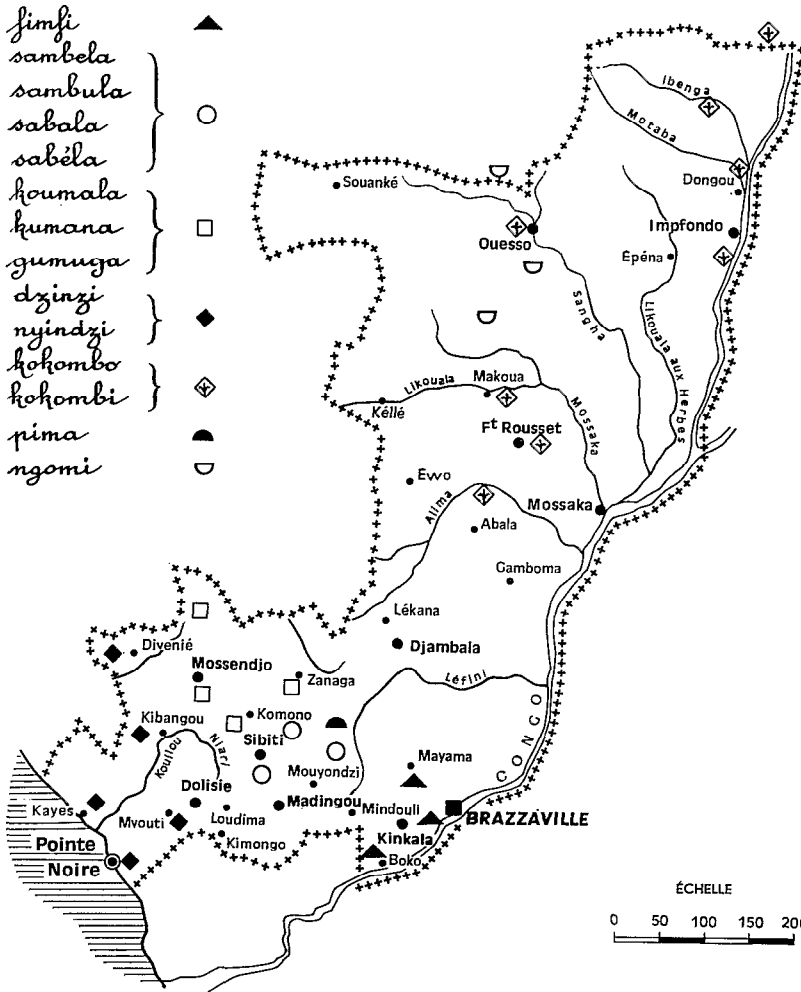 fimfi
sambela
sambula
sabala
sabéla
koumala
kumana
gumuga
dzinzi
nyindzi
kokombo
kokombi
pima
ngomi
Ibenga
Motaba
Souanké
Dongou
Ouesso
Impfondo
Épéna
Sangha
Likouala aux Herbes
Likouala
Makoua
Kéllé
Mossaka
Ft Rousset
Ewo
Alima
Mossaka
Abala
Gamboma
Lékana
Divenié
Djambala
Mossendjo
Zanaga
Léfini
CONGO
Komono
Kibangou
Sibiti
Kouilou
Niari
Mayama
Mouyondzi
Dolisie
Madingou
Mindouli
BRAZZAVILLE
Kayes
Mvouti
Loudima
Kinkala
Kimongo
Pointe
Noire
Boko
ÉCHELLE
0 50 100 150 200